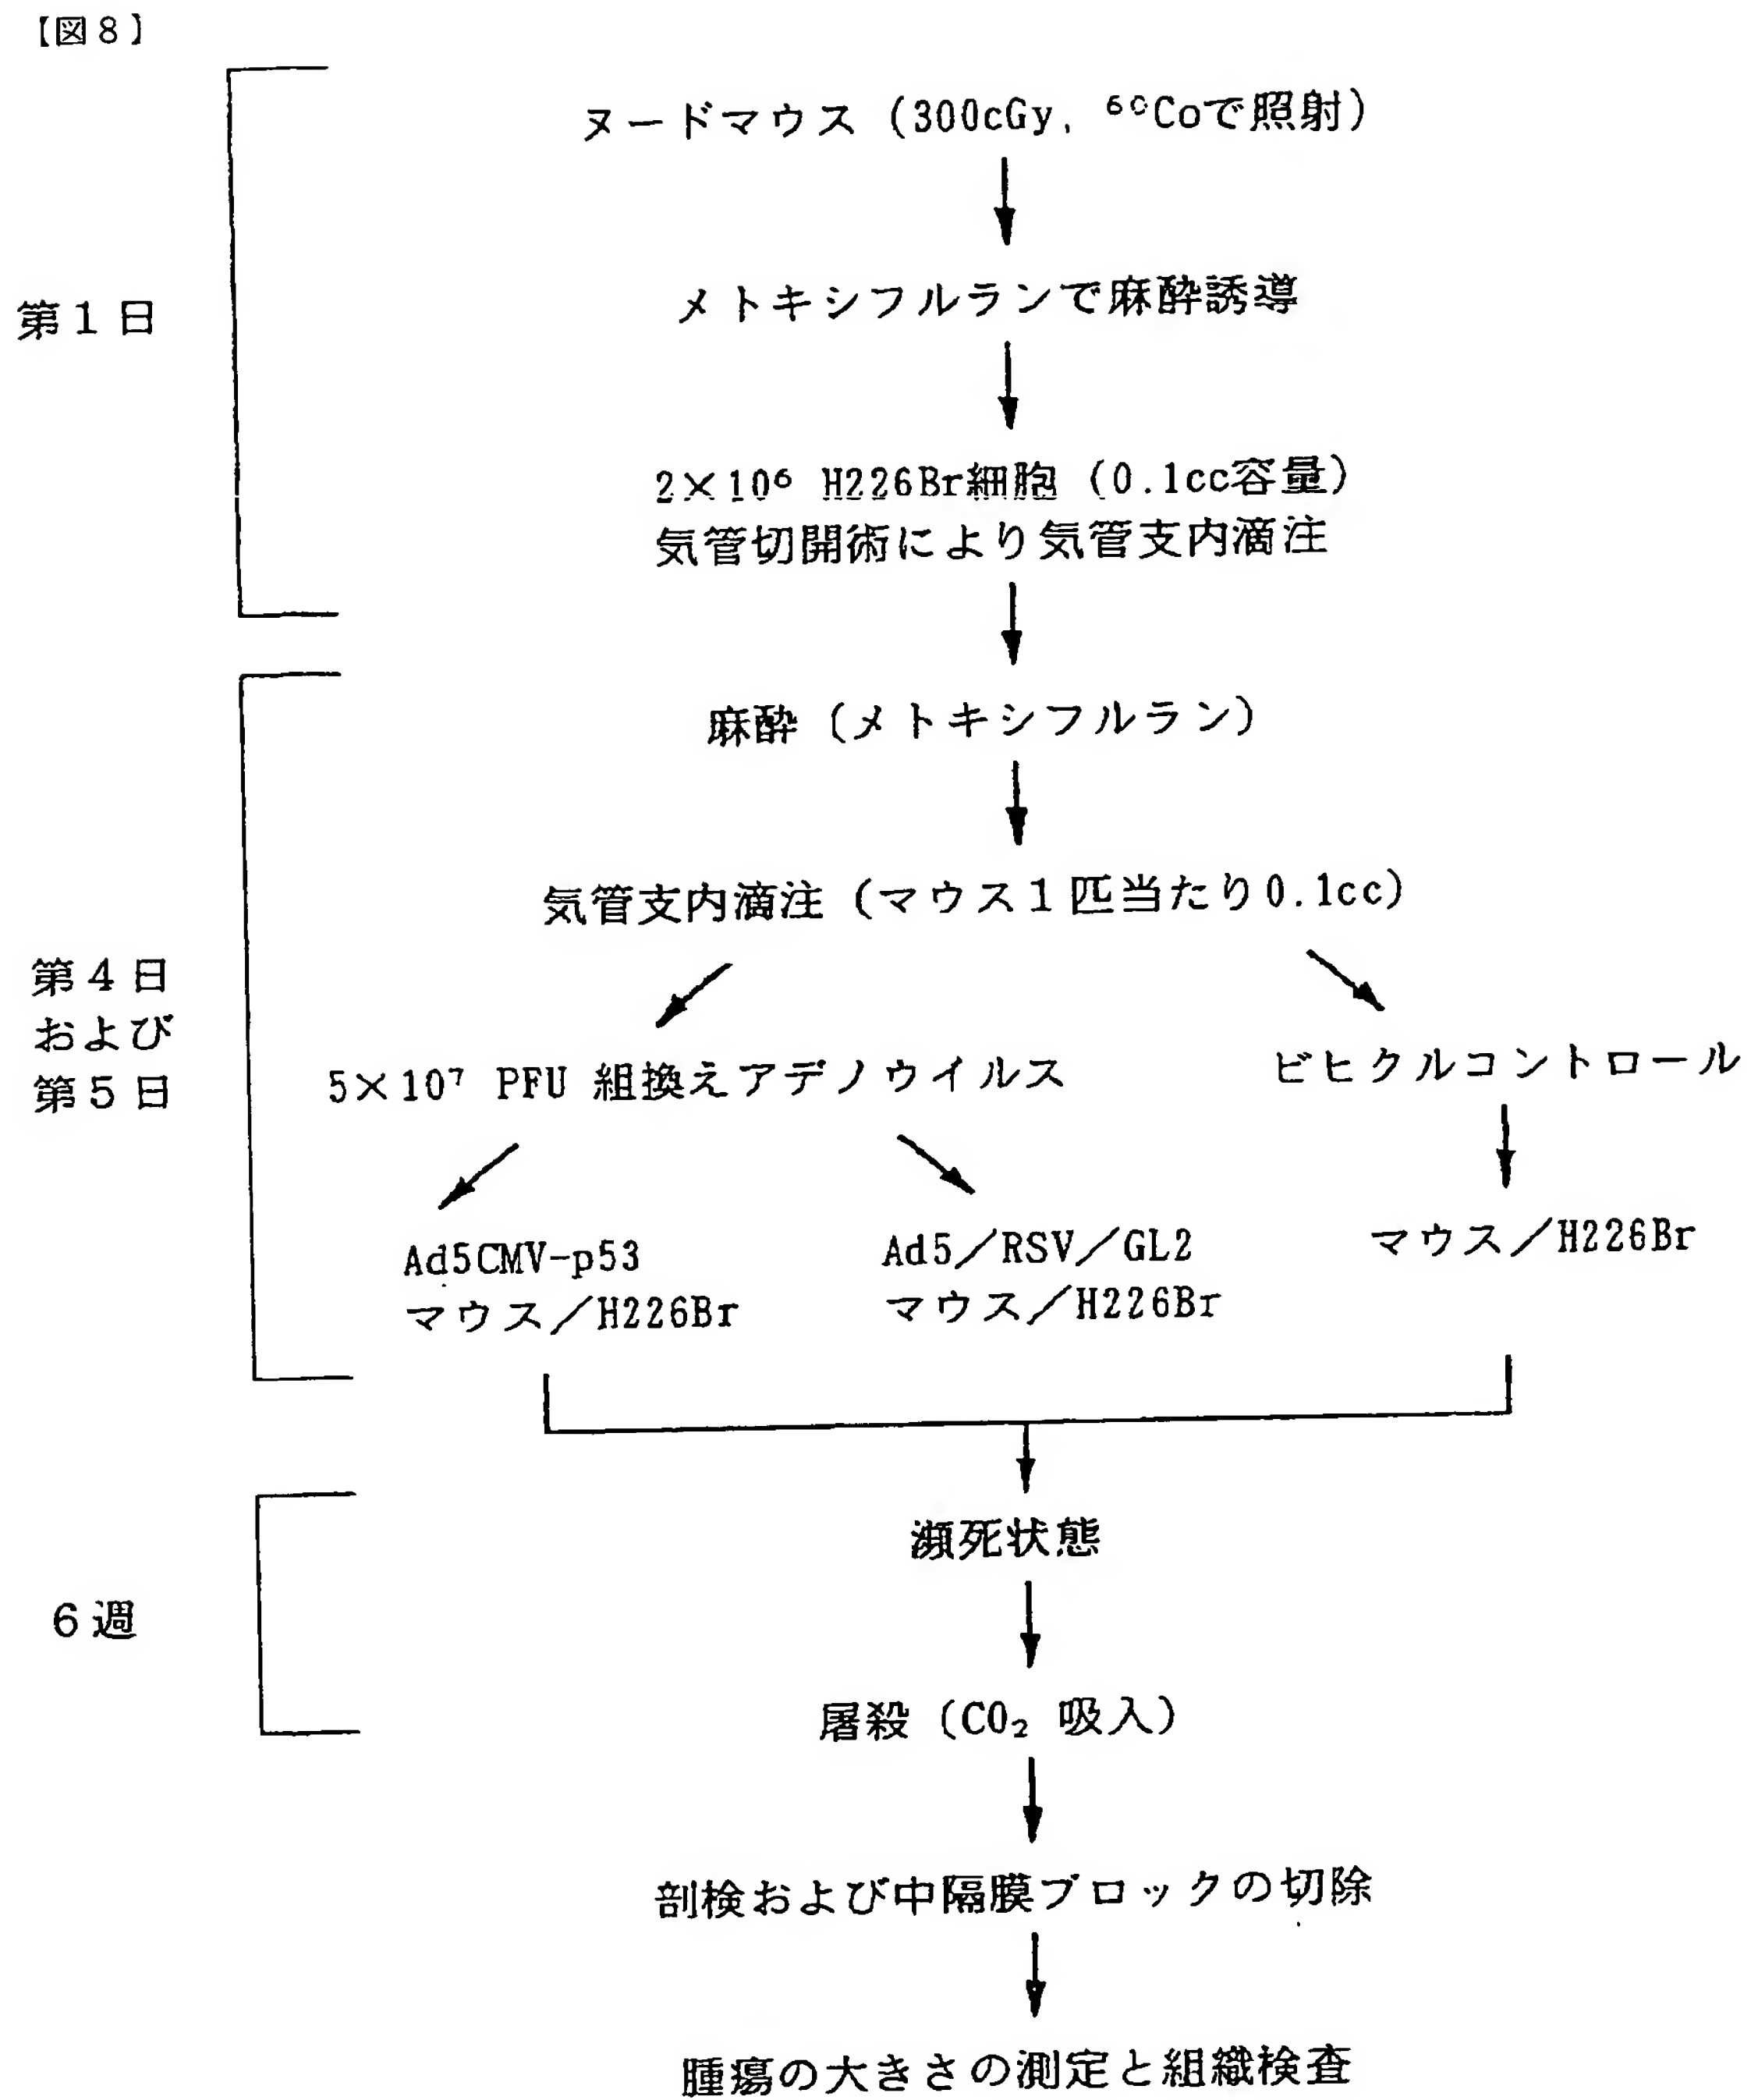 【図８】
ヌードマウス（300cGy, ⁶⁰Coで照射）
第１日
メトキシフルランで麻酔誘導
2×10⁶ H226Br細胞（0.1cc容量）
気管切開術により気管支内滴注
麻酔（メトキシフルラン）
気管支内滴注（マウス１匹当たり0.1cc）
第４日
および
第５日
5×10⁷ PFU 組換えアデノウイルス
ビヒクルコントロール
Ad5CMV-p53
マウス／H226Br
Ad5／RSV／GL2
マウス／H226Br
マウス／H226Br
瀕死状態
６週
屠殺（CO₂ 吸入）
剖検および中隔膜ブロックの切除
腫瘍の大きさの測定と組織検査